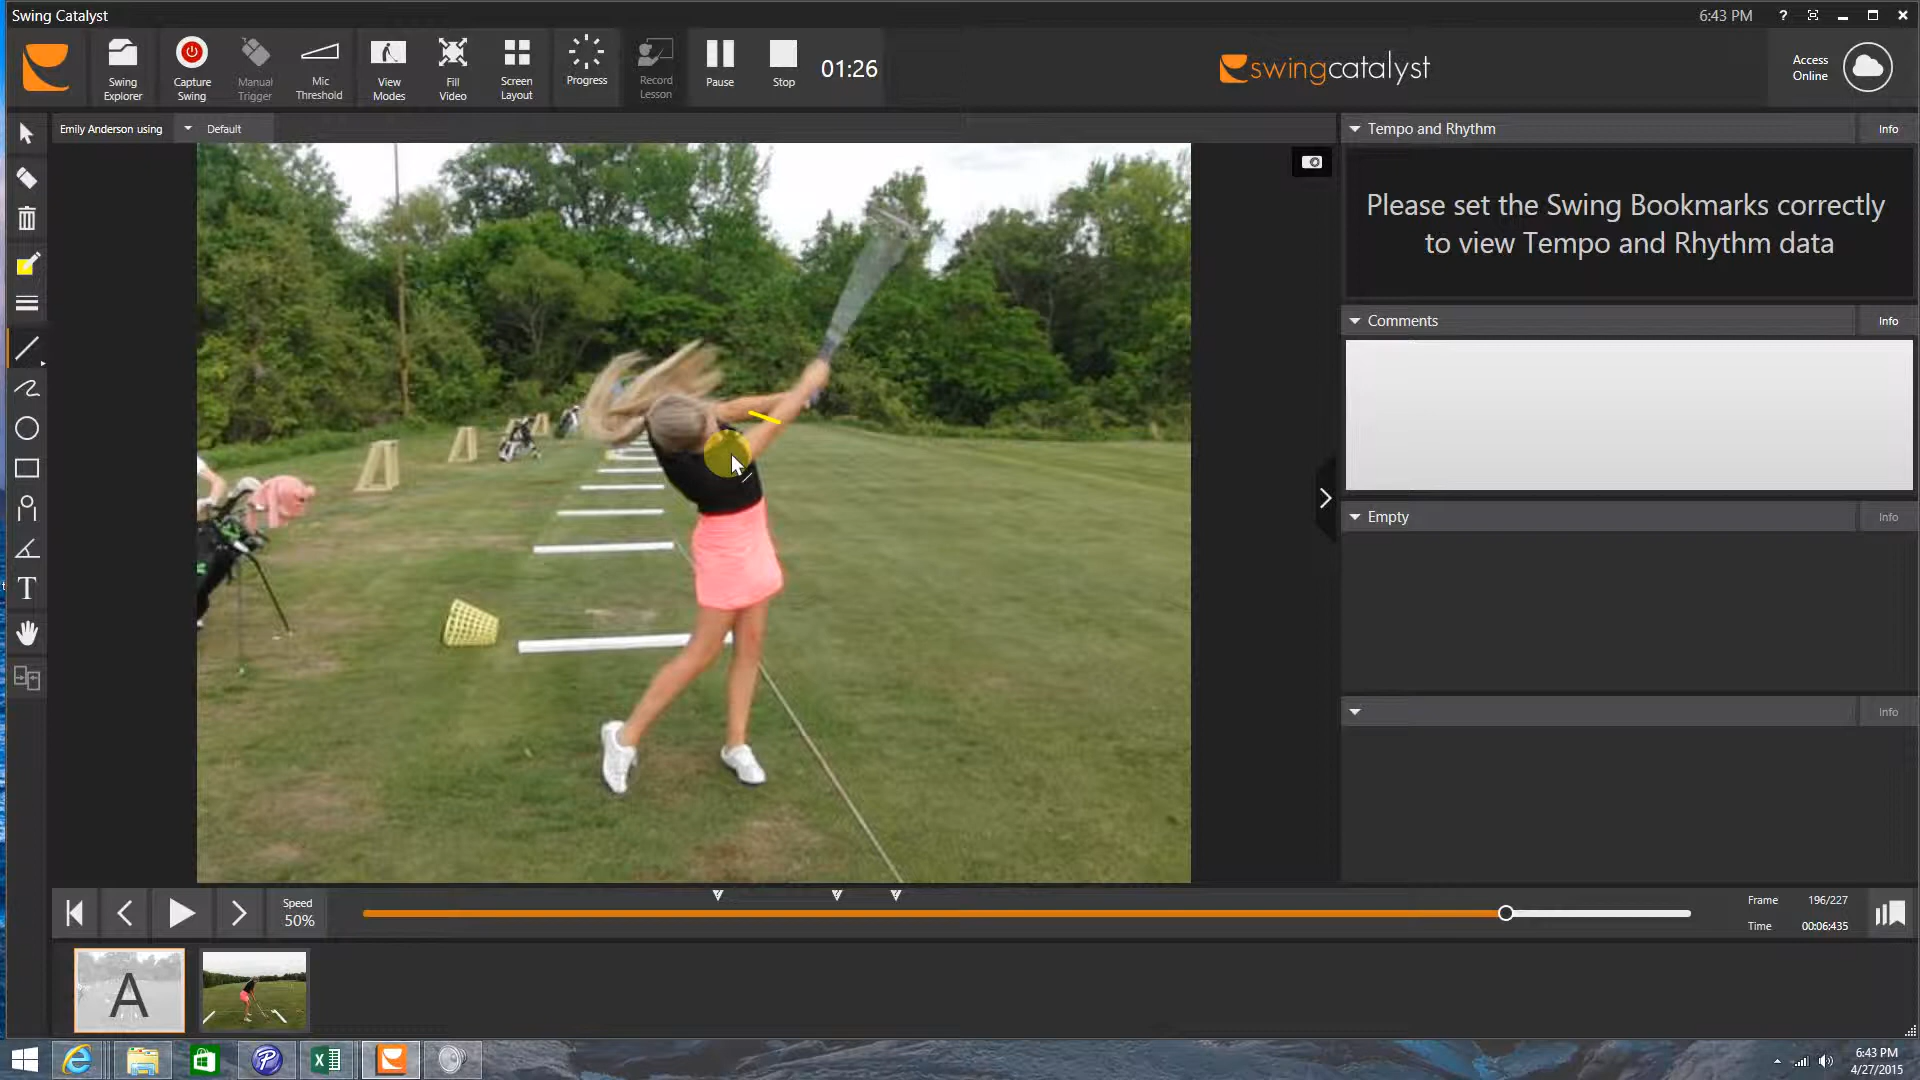 Swing Catalyst
6:43 PM
?
Swing
Explorer
Capture
Swing
Manual
Trigger
Mic
Threshold
View
Modes
Fill
Video
Screen
Layout
Progress
Record
Lesson
Pause
Stop
01:26
swingcatalyst
Access
Online
Emily Anderson using
Default
Tempo and Rhythm
Info
Please set the Swing Bookmarks correctly
to view Tempo and Rhythm data
Comments
Info
Empty
Info
Info
T
Speed
50%
Frame 196/227
Time 00:06:435
A
6:43 PM
4/27/2015